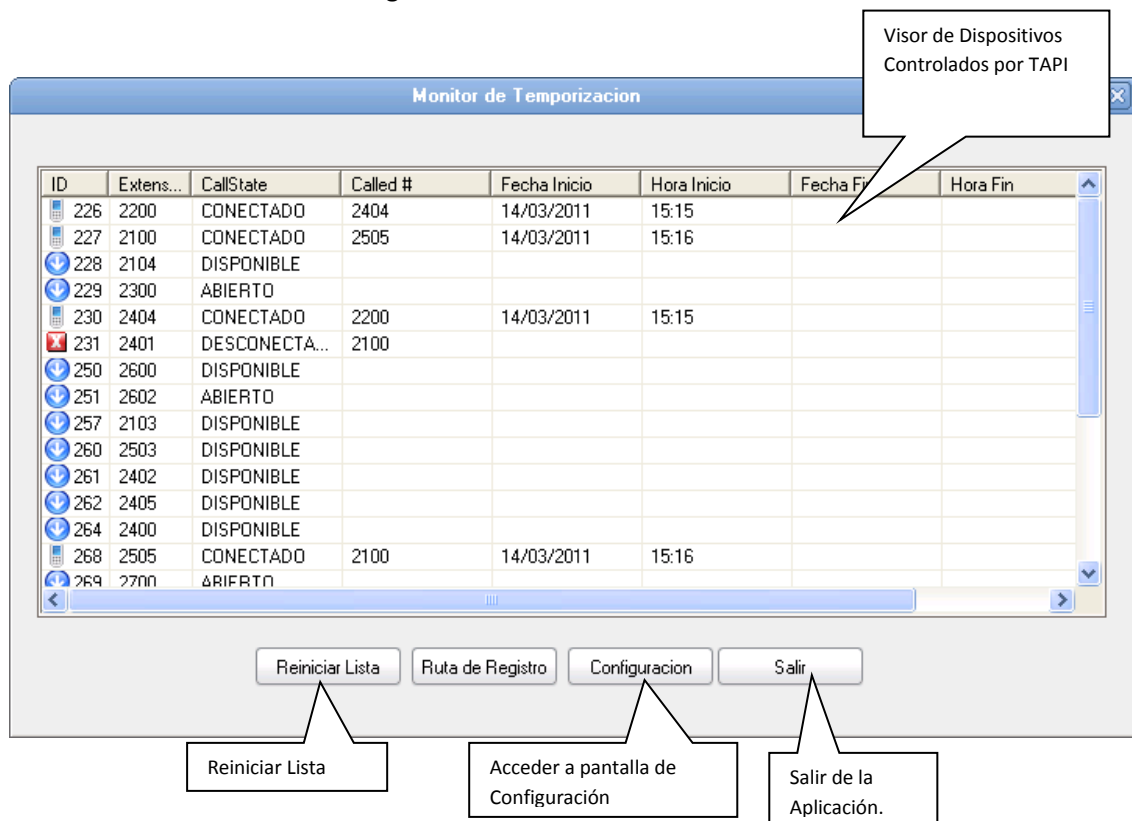 Visor de Dispositivos
Controlados por TAPI
Monitor de Temporizacion
ID Extens... CallState Called # Fecha Inicio Hora Inicio Fecha Fin Hora Fin
226 2200 CONECTADO 2404 14/03/2011 15:15
227 2100 CONECTADO 2505 14/03/2011 15:16
228 2104 DISPONIBLE
229 2300 ABIERTO
230 2404 CONECTADO 2200 14/03/2011 15:15
231 2401 DESCONECTA... 2100
250 2600 DISPONIBLE
251 2602 ABIERTO
257 2103 DISPONIBLE
260 2503 DISPONIBLE
261 2402 DISPONIBLE
262 2405 DISPONIBLE
264 2400 DISPONIBLE
268 2505 CONECTADO 2100 14/03/2011 15:16
269 2700 ABIERTO
Reiniciar Lista Ruta de Registro Configuracion Salir
Reiniciar Lista
Acceder a pantalla de
Configuración
Salir de la
Aplicación.